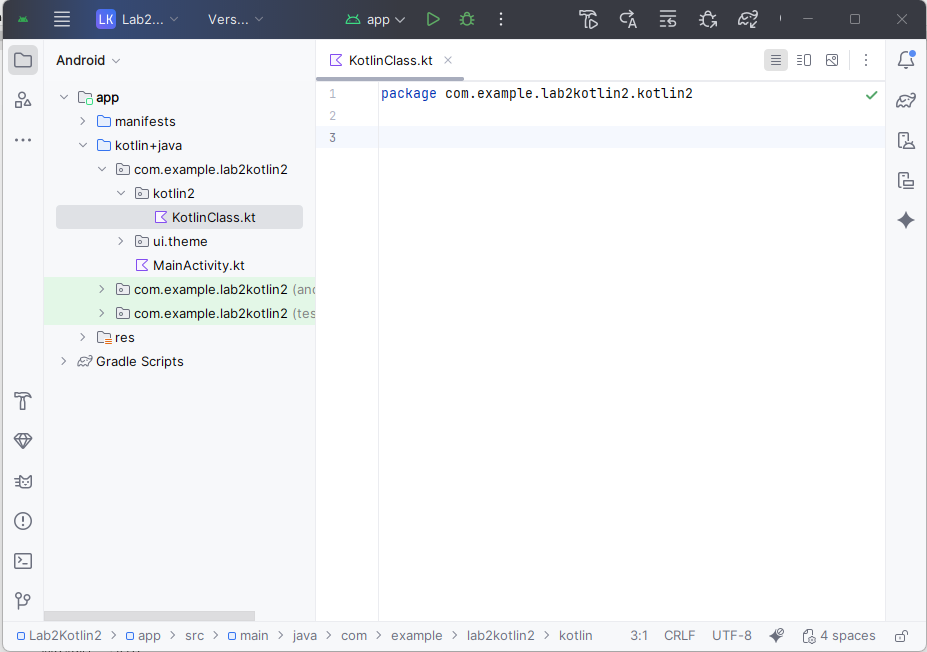 LK Lab2... Vers... app
Android
KotlinClass.kt
app
manifests
kotlin+java
com.example.lab2kotlin2
kotlin2
KotlinClass.kt
ui.theme
MainActivity.kt
com.example.lab2kotlin2 (and
com.example.lab2kotlin2 (tes
res
Gradle Scripts
1 package com.example.lab2kotlin2.kotlin2
2
3
Lab2Kotlin2 > app > src > main > java > com > example > lab2kotlin2 > kotlin 3:1 CRLF UTF-8 4 spaces